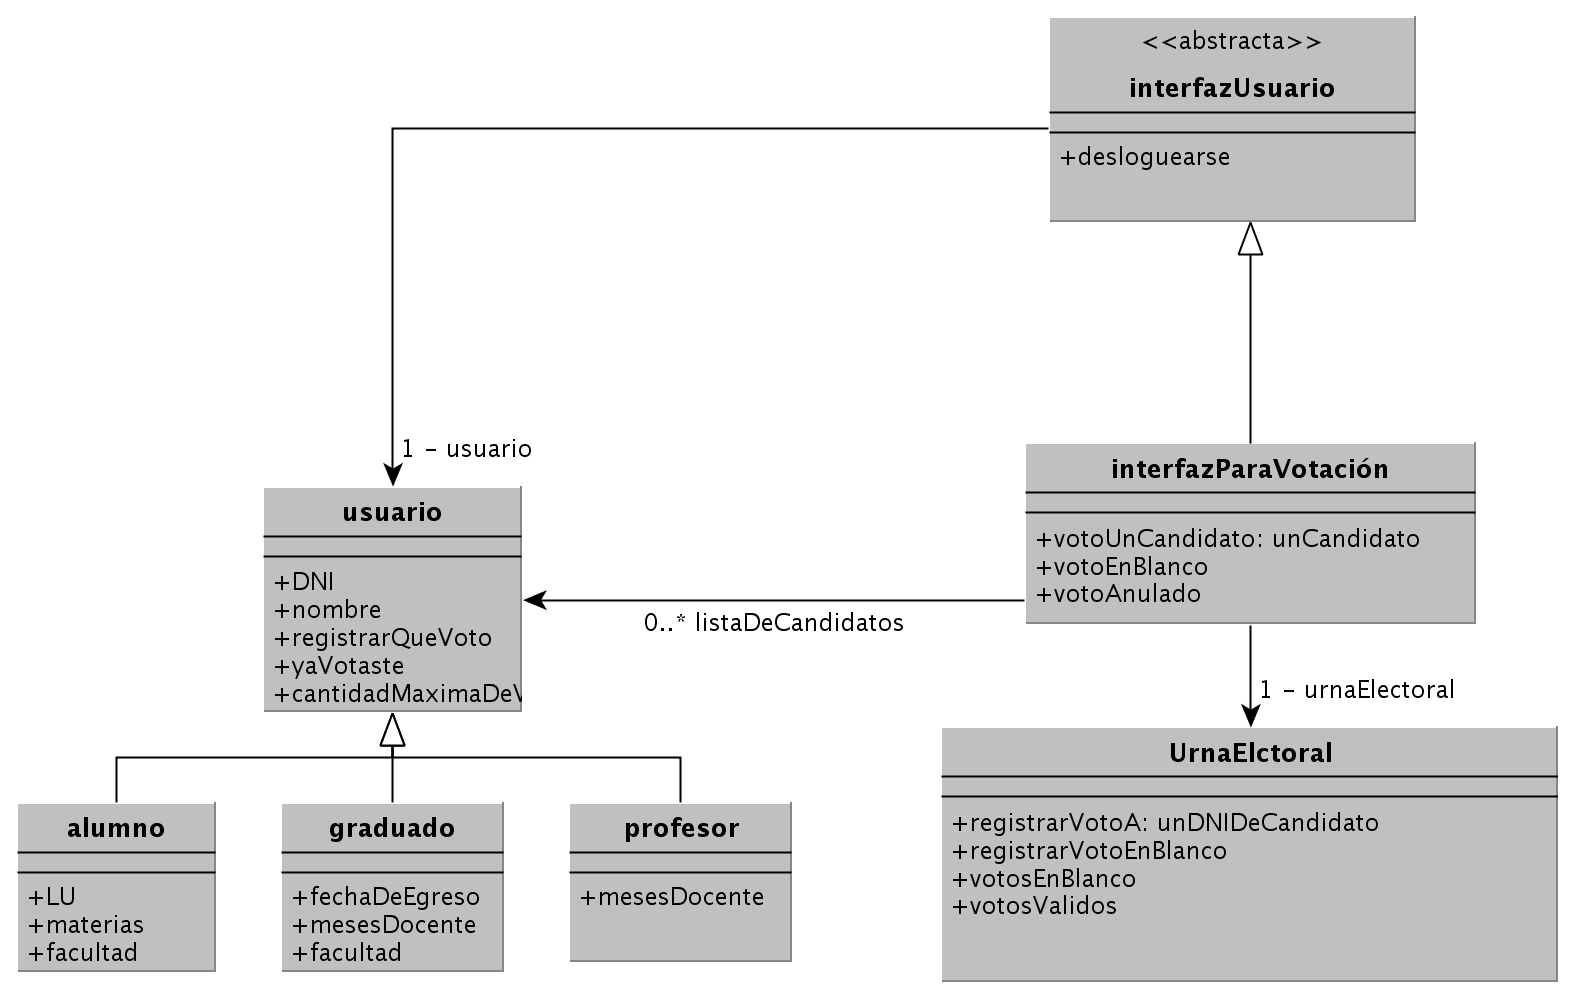 <<abstracta>>
interfazUsuario
+desloguearse
1 – usuario
usuario
+DNI
+nombre
+registrarQueVoto
+yaVotaste
+cantidadMaximaDeV
interfazParaVotación
+votoUnCandidato: unCandidato
+votoEnBlanco
+votoAnulado
0..* listaDeCandidatos
1 – urnaElectoral
UrnaElctoral
+registrarVotoA: unDNIDeCandidato
+registrarVotoEnBlanco
+votosEnBlanco
+votosValidos
alumno
+LU
+materias
+facultad
graduado
+fechaDeEgreso
+mesesDocente
+facultad
profesor
+mesesDocente